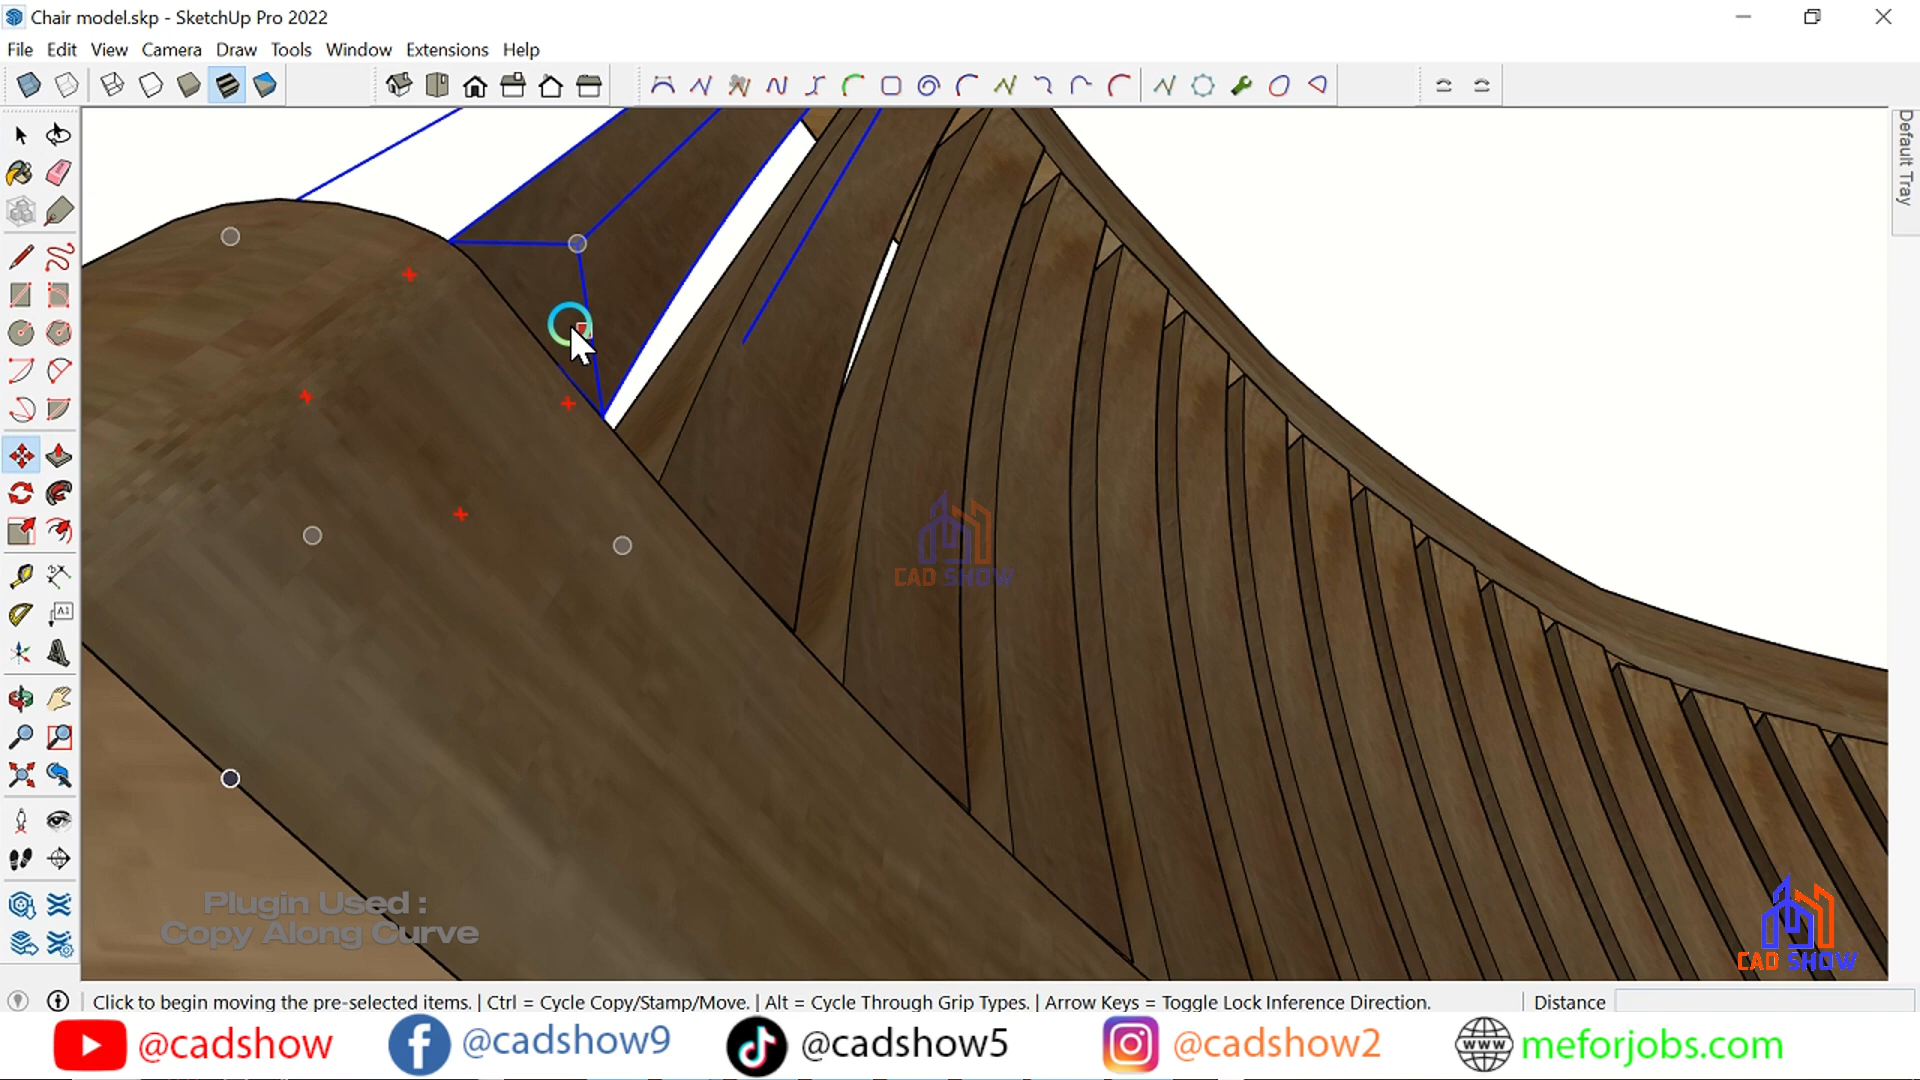 Chair model.skp - SketchUp Pro 2022
File Edit View Camera Draw Tools Window Extensions Help
Default Tray
A1
CAD SHOW
Plugin Used :
Copy Along Curve
CAD SHOW
Click to begin moving the pre-selected items. | Ctrl = Cycle Copy/Stamp/Move. | Alt = Cycle Through Grip Types. | Arrow Keys = Toggle Lock Inference Direction.
Distance
@cadshow
@cadshow9
@cadshow5
@cadshow2
WWW
meforjobs.com